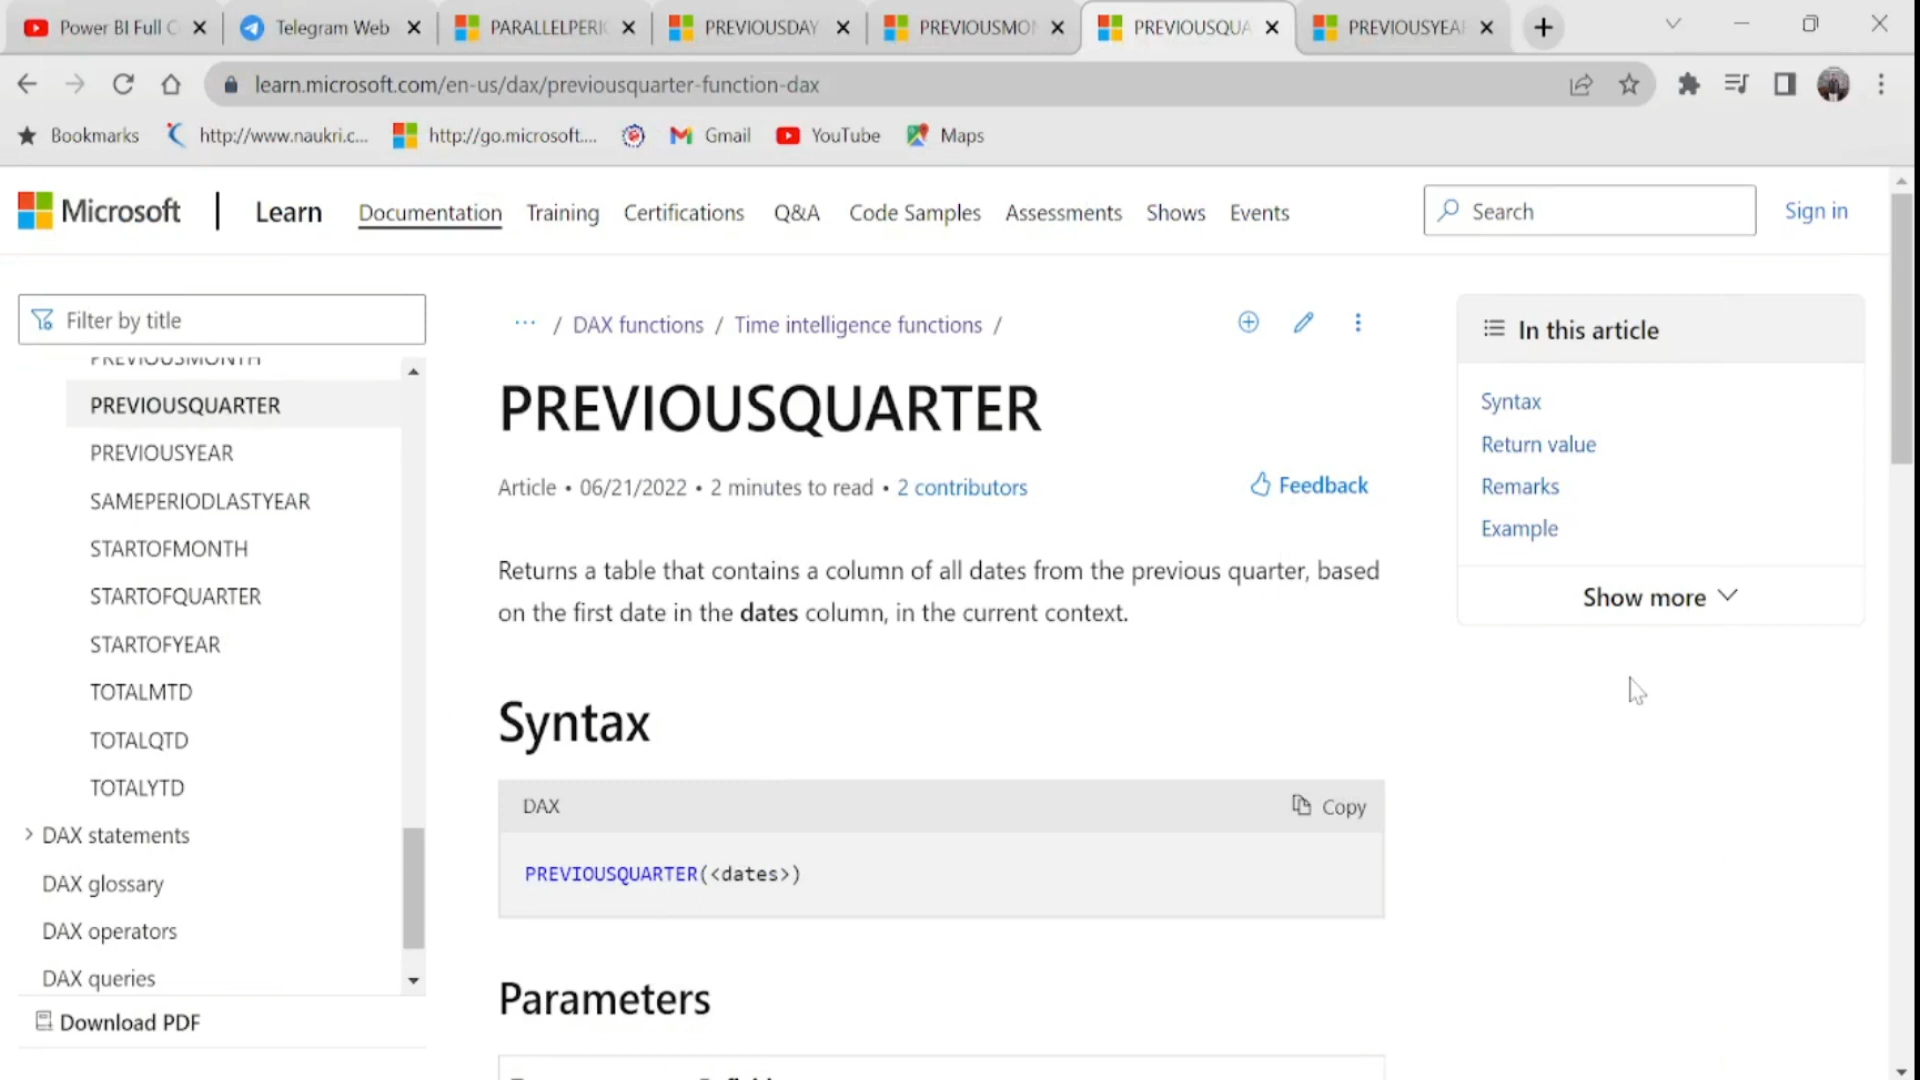 Power BI Full C
Telegram Web
PARALLELPERIC
PREVIOUSDAY
PREVIOUSMON
PREVIOUSQUA
PREVIOUSYEAR
learn.microsoft.com/en-us/dax/previousquarter-function-dax
Bookmarks
http://www.naukri.c...
http://go.microsoft....
Gmail
YouTube
Maps
Microsoft
Learn
Documentation
Training
Certifications
Q&A
Code Samples
Assessments
Shows
Events
Search
Sign in
Filter by title
PREVIOUSMONTH
PREVIOUSQUARTER
PREVIOUSYEAR
SAMEPERIODLASTYEAR
STARTOFMONTH
STARTOFQUARTER
STARTOFYEAR
TOTALMTD
TOTALQTD
TOTALYTD
DAX statements
DAX glossary
DAX operators
DAX queries
Download PDF
··· / DAX functions / Time intelligence functions /
PREVIOUSQUARTER
Article • 06/21/2022 • 2 minutes to read • 2 contributors
Feedback
Returns a table that contains a column of all dates from the previous quarter, based
on the first date in the dates column, in the current context.
Syntax
DAX
Copy
PREVIOUSQUARTER(<dates>)
Parameters
In this article
Syntax
Return value
Remarks
Example
Show more